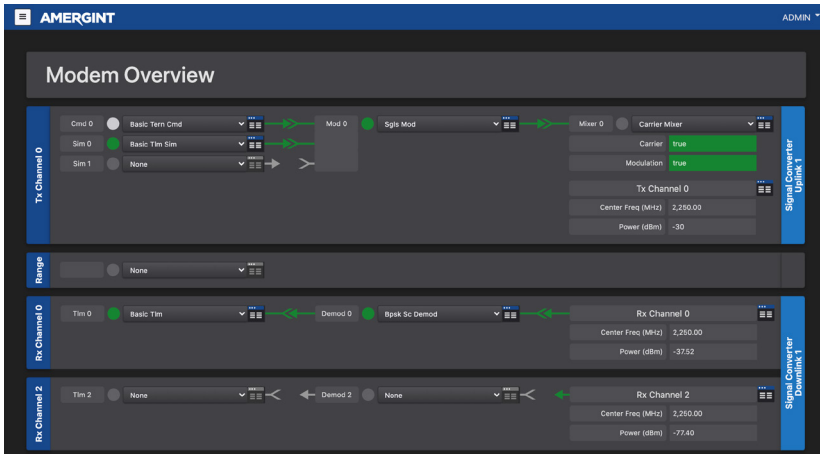 AMERGINT
ADMIN
Modem Overview
Tx Channel 0
Cmd 0 Basic Tern Cmd Mod 0 Sgls Mod Mixer 0 Carrier Mixer
Sim 0 Basic Tlm Sim
Carrier true
Sim 1 None
Modulation true
Tx Channel 0
Center Freq (MHz) 2,250.00
Power (dBm) -30
Signal Converter
Uplink 1
Range
None
Rx Channel 0
Tlm 0 Basic Tlm Demod 0 Bpsk Sc Demod Rx Channel 0
Center Freq (MHz) 2,250.00
Power (dBm) -37.52
Signal Converter
Downlink 1
Rx Channel 2
Tlm 2 None Demod 2 None Rx Channel 2
Center Freq (MHz) 2,250.00
Power (dBm) -77.40